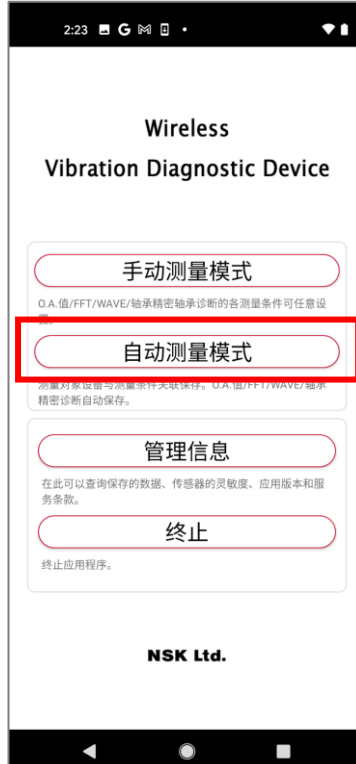 2:23
Wireless
Vibration Diagnostic Device
手动测量模式
O.A.值/FFT/WAVE/轴承精密轴承诊断的各测量条件可任意设
置。
自动测量模式
测量对象设备与测量条件关联保存。O.A.值/FFT/WAVE/轴承
精密诊断自动保存。
管理信息
在此可以查询保存的数据、传感器的灵敏度、应用版本和服
务条款。
终止
终止应用程序。
NSK Ltd.